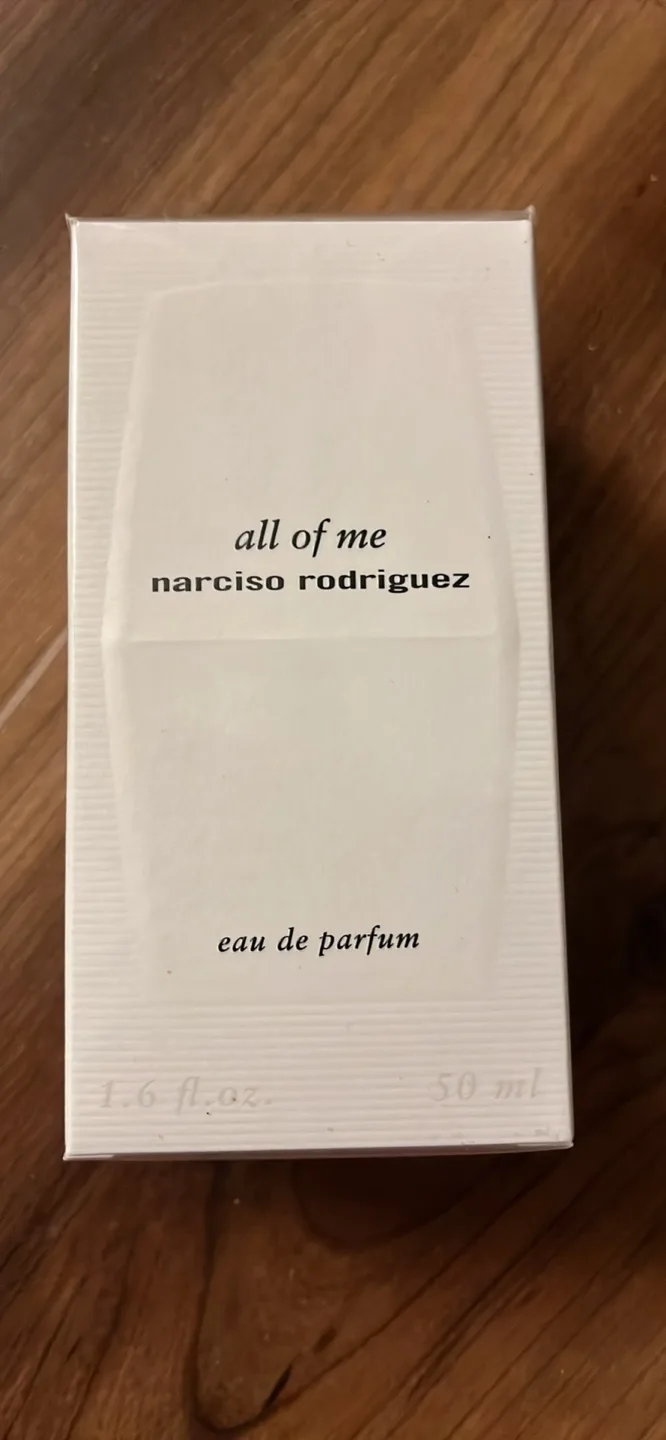 all of me
narciso rodriguez
eau de parfum
1.6 fl.oz. 50 ml